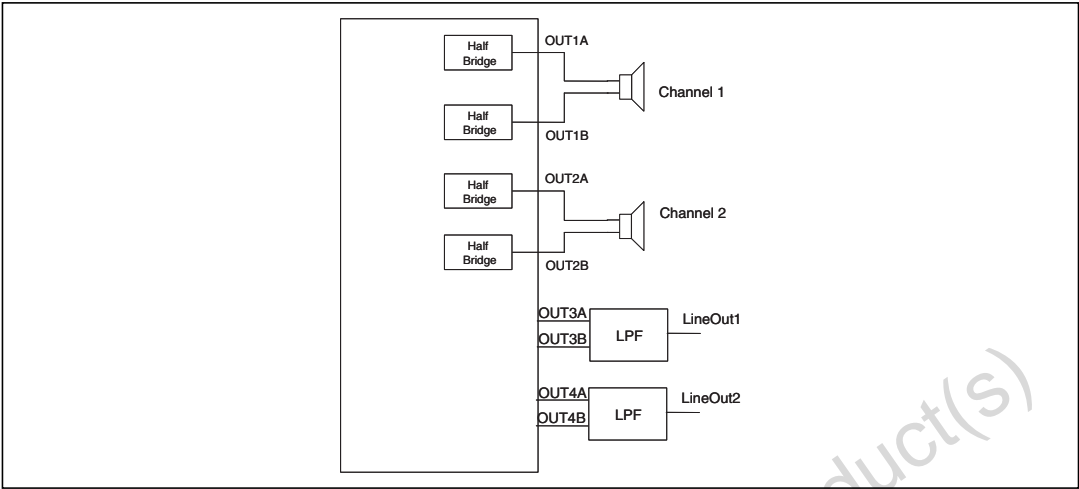 Half
Bridge
OUT1A
Channel 1
Half
Bridge
OUT1B
Half
Bridge
OUT2A
Channel 2
Half
Bridge
OUT2B
OUT3A
LPF
LineOut1
OUT3B
OUT4A
LPF
LineOut2
OUT4B
duct(s)